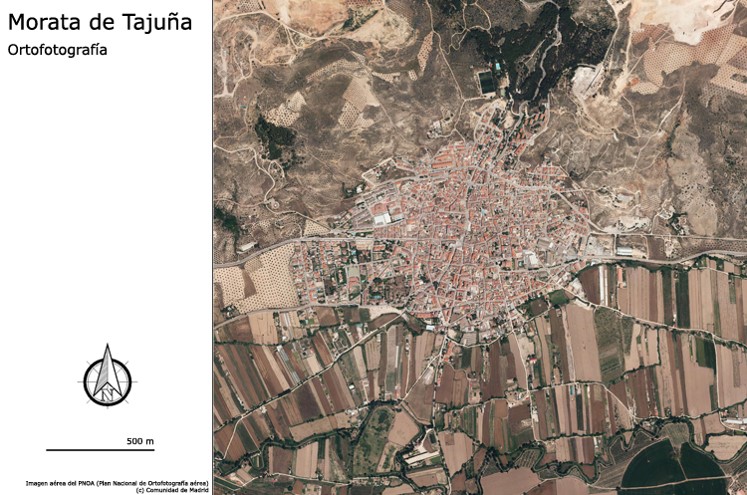 Morata de Tajuña
Ortofotografía
N
500 m
Imagen aérea del PNOA (Plan Nacional de Ortofotografía aérea)
(c) Comunidad de Madrid